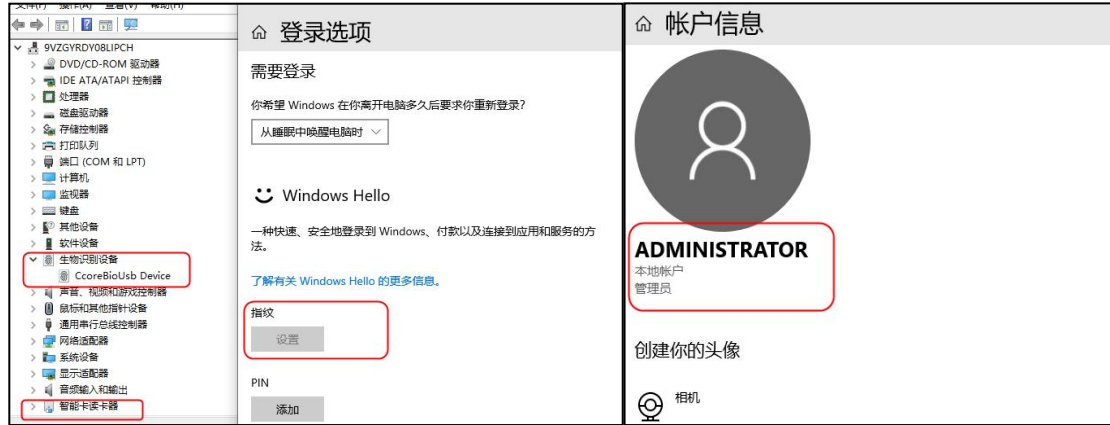 文件(F) 操作(A) 查看(V) 帮助(H)
9VZGYRDY08LIPCH
DVD/CD-ROM 驱动器
IDE ATA/ATAPI 控制器
处理器
磁盘驱动器
存储控制器
打印队列
端口 (COM 和 LPT)
计算机
监视器
键盘
其他设备
软件设备
生物识别设备
CcoreBioUsb Device
声音、视频和游戏控制器
鼠标和其他指针设备
通用串行总线控制器
网络适配器
系统设备
显示适配器
音频输入和输出
智能卡读卡器
登录选项
需要登录
你希望 Windows 在你离开电脑多久后要求你重新登录?
从睡眠中唤醒电脑时
Windows Hello
一种快速、安全地登录到 Windows、付款以及连接到应用和服务的方
法。
了解有关 Windows Hello 的更多信息。
指纹
设置
PIN
添加
帐户信息
ADMINISTRATOR
本地帐户
管理员
创建你的头像
相机